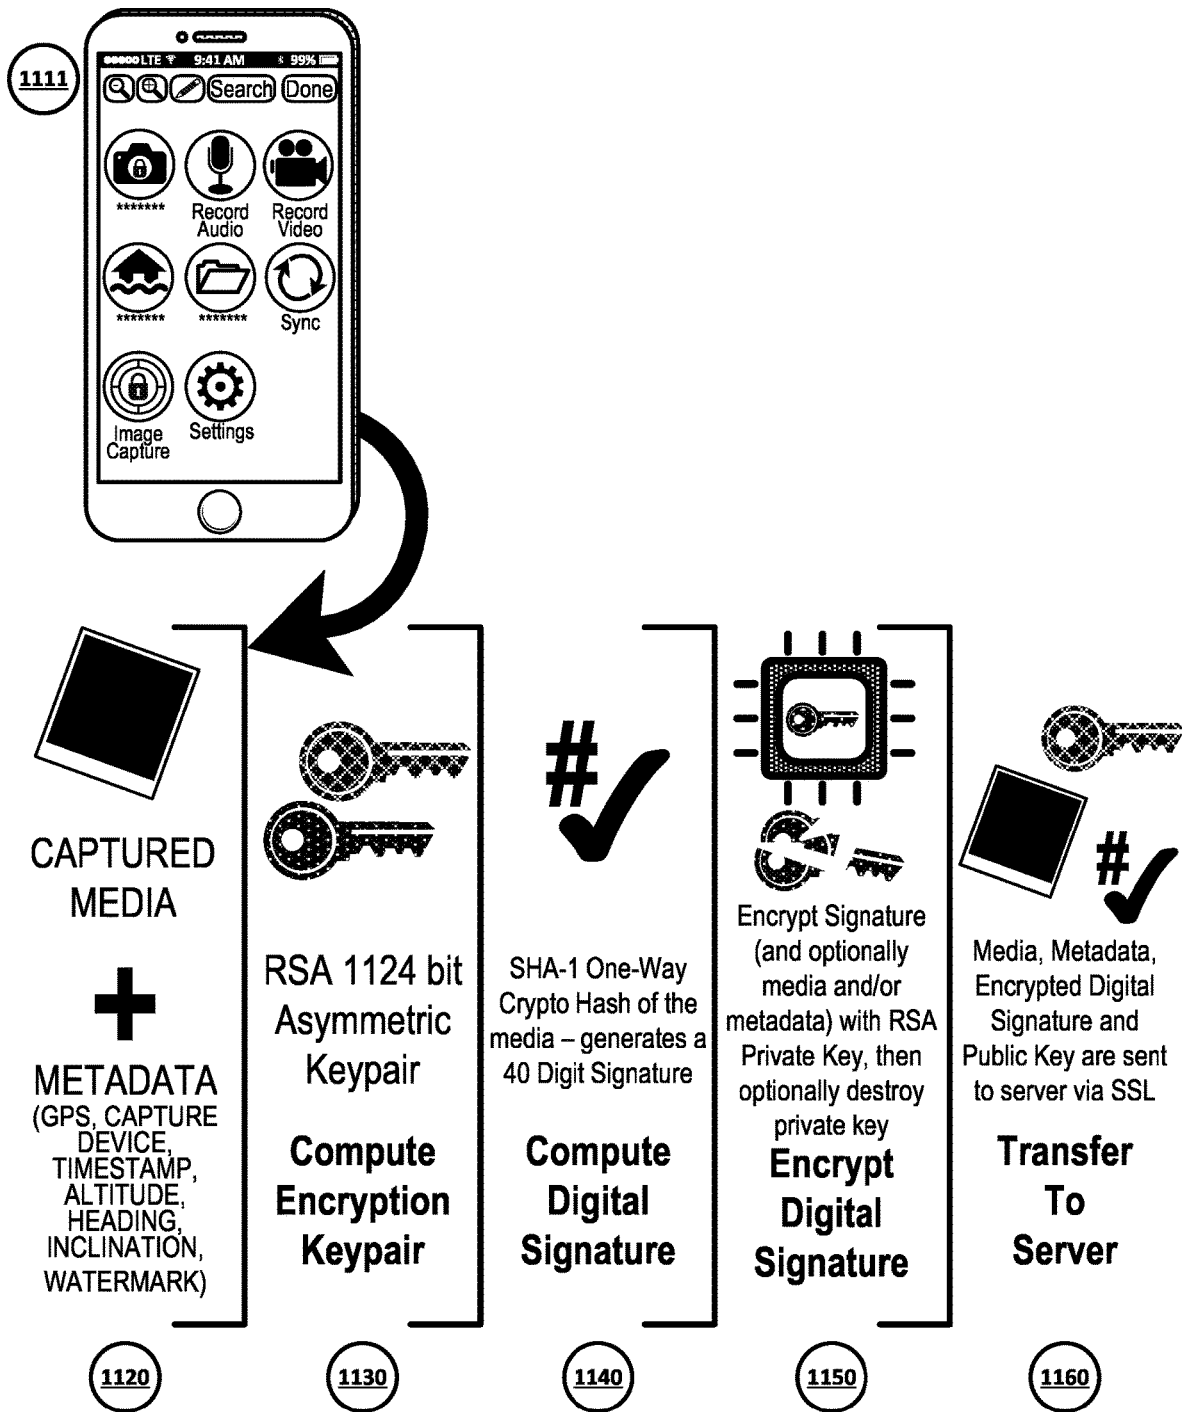 1111
LTE 9:41 AM 99%
Search Done
*******
Record
Audio
Record
Video
*******
*******
Sync
Image
Capture
Settings
CAPTURED
MEDIA
+
METADATA
(GPS, CAPTURE
DEVICE,
TIMESTAMP,
ALTITUDE,
HEADING,
INCLINATION,
WATERMARK)
1120
RSA 1124 bit
Asymmetric
Keypair
Compute
Encryption
Keypair
1130
#
SHA-1 One-Way
Crypto Hash of the
media – generates a
40 Digit Signature
Compute
Digital
Signature
1140
Encrypt Signature
(and optionally
media and/or
metadata) with RSA
Private Key, then
optionally destroy
private key
Encrypt
Digital
Signature
1150
#
Media, Metadata,
Encrypted Digital
Signature and
Public Key are sent
to server via SSL
Transfer
To
Server
1160